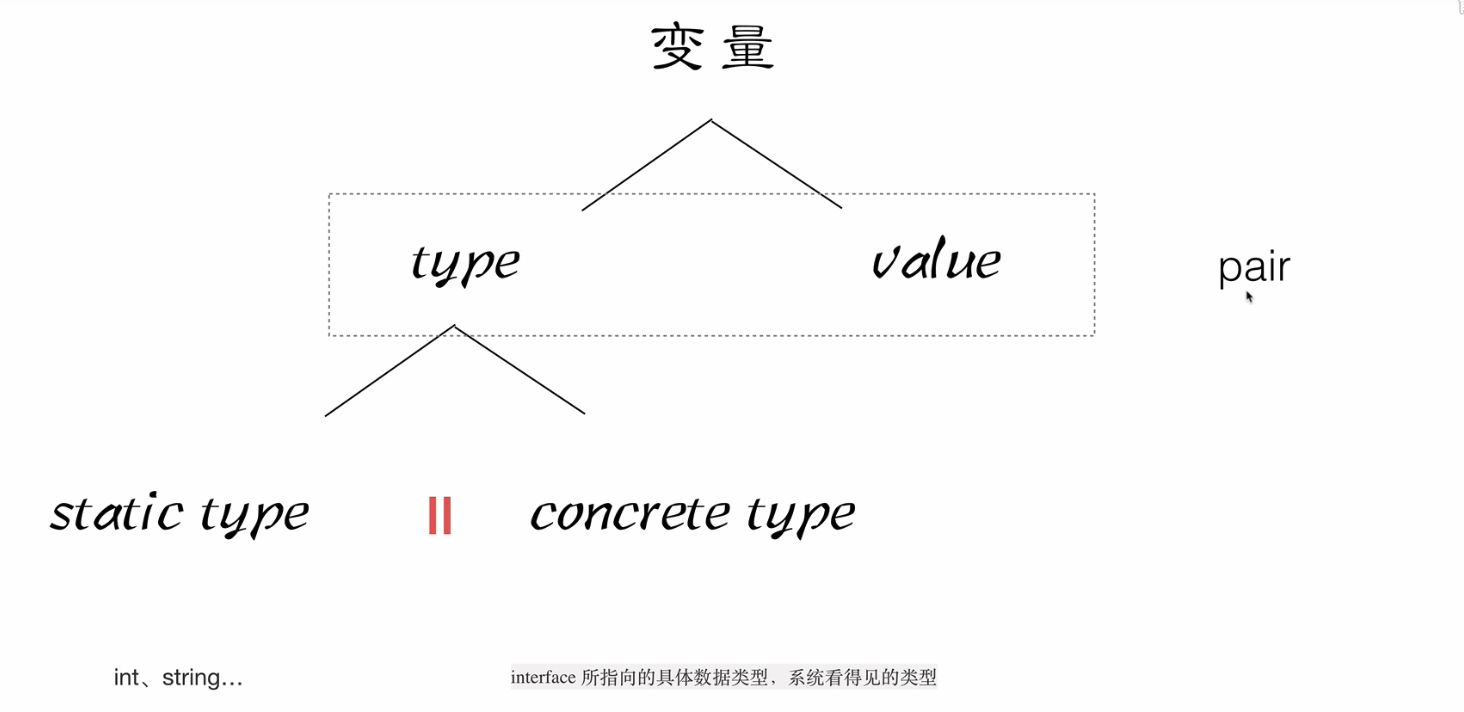 变量
type value pair
static type || concrete type
int、string...
interface 所指向的具体数据类型，系统看得见的类型